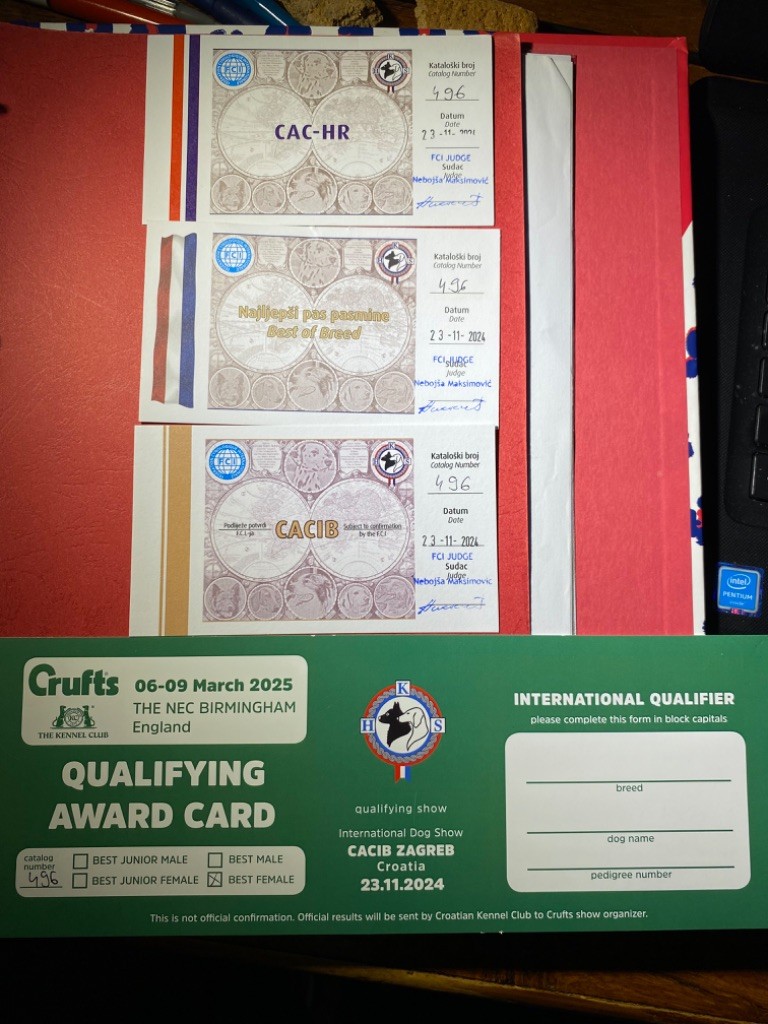 FCI
HKS
Kataloški broj
Catalog Number
496
CAC-HR
Datum
Date
23-11-2024
FCI JUDGE
Sudac
Judge
Nebojša Maksimović
FCI
HKS
Kataloški broj
Catalog Number
496
Najljepši pas pasmine
Best of Breed
Datum
Date
23-11-2024
FCI JUDGE
Sudac
Judge
Nebojša Maksimović
FCI
HKS
Kataloški broj
Catalog Number
496
Podliježe potvrdi
F.C.I.-ja
CACIB
Subject to confirmation
by the F.C.I
Datum
Date
23-11-2024
FCI JUDGE
Sudac
Judge
Nebojša Maksimović
intel
PENTIUM
Crufts
THE KENNEL CLUB
06-09 March 2025
THE NEC BIRMINGHAM
England
QUALIFYING
AWARD CARD
catalog
number
496
BEST JUNIOR MALE
BEST MALE
BEST JUNIOR FEMALE
BEST FEMALE
HKS
qualifying show
International Dog Show
CACIB ZAGREB
Croatia
23.11.2024
INTERNATIONAL QUALIFIER
please complete this form in block capitals
breed
dog name
pedigree number
This is not official confirmation. Official results will be sent by Croatian Kennel Club to Crufts show organizer.